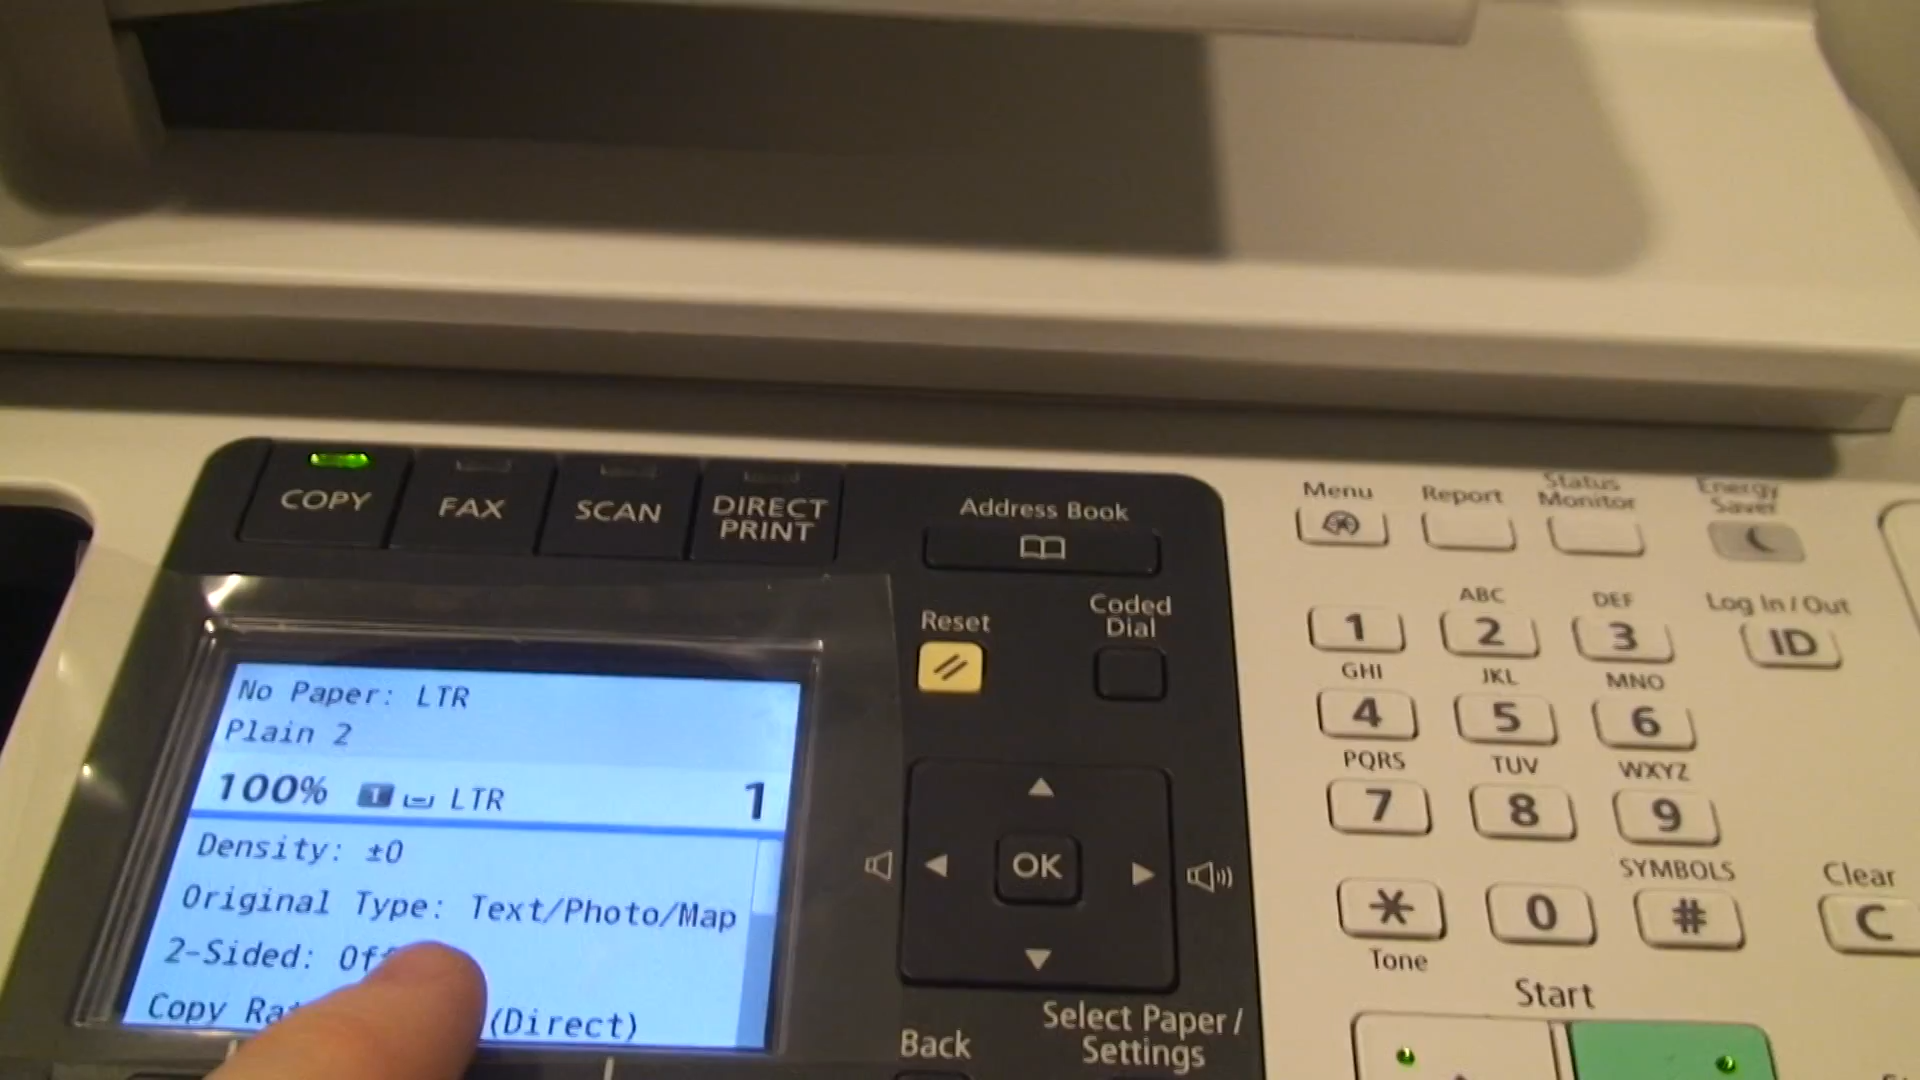 COPY
FAX
SCAN
DIRECT
PRINT
Address Book
Reset
Coded
Dial
No Paper: LTR
Plain 2
100% 1 LTR 1
Density: ±0
Original Type: Text/Photo/Map
2-Sided: Off
Copy (Direct)
OK
Back
Select Paper /
Settings
Menu
Report
Status
Monitor
Energy
Saver
Log In / Out
ID
1
ABC
2
DEF
3
GHI
4
JKL
5
MNO
6
PQRS
7
TUV
8
WXYZ
9
*
Tone
0
SYMBOLS
#
Clear
C
Start